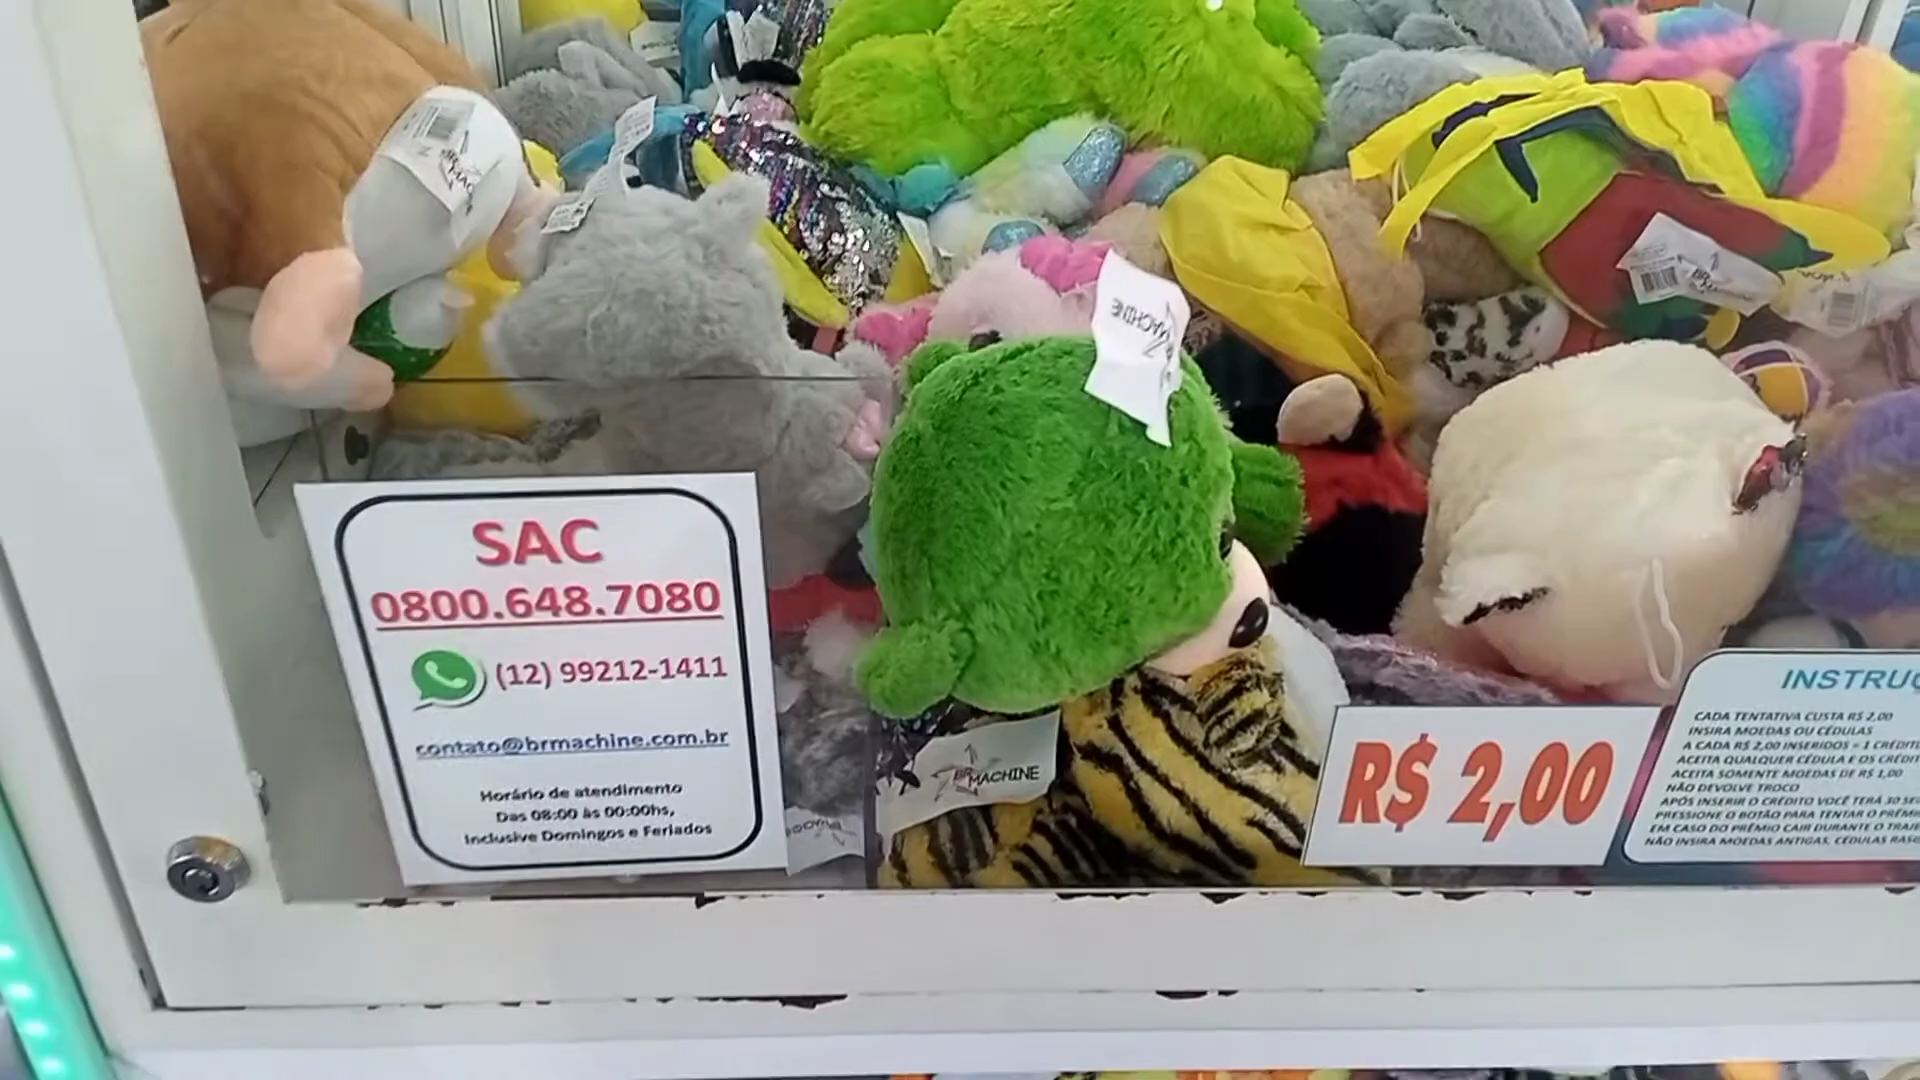 SAC
0800.648.7080
(12) 99212-1411
contato@brmachine.com.br
Horário de atendimento
Das 08:00 às 00:00hs,
Inclusive Domingos e Feriados
MACHINE
BR MACHINE
R$ 2,00
INSTRUÇ
CADA TENTATIVA CUSTA R$ 2,00
INSIRA MOEDAS OU CÉDULAS
A CADA R$ 2,00 INSERIDOS = 1 CRÉDITO
ACEITA QUALQUER CÉDULA E OS CRÉDIT
ACEITA SOMENTE MOEDAS DE R$ 1,00
NÃO DEVOLVE TROCO
APÓS INSERIR O CRÉDITO VOCÊ TERÁ 30 SE
PRESSIONE O BOTÃO PARA TENTAR O PRÊMI
EM CASO DO PRÊMIO CAIR DURANTE O TRAJE
NÃO INSIRA MOEDAS ANTIGAS, CÉDULAS RASG